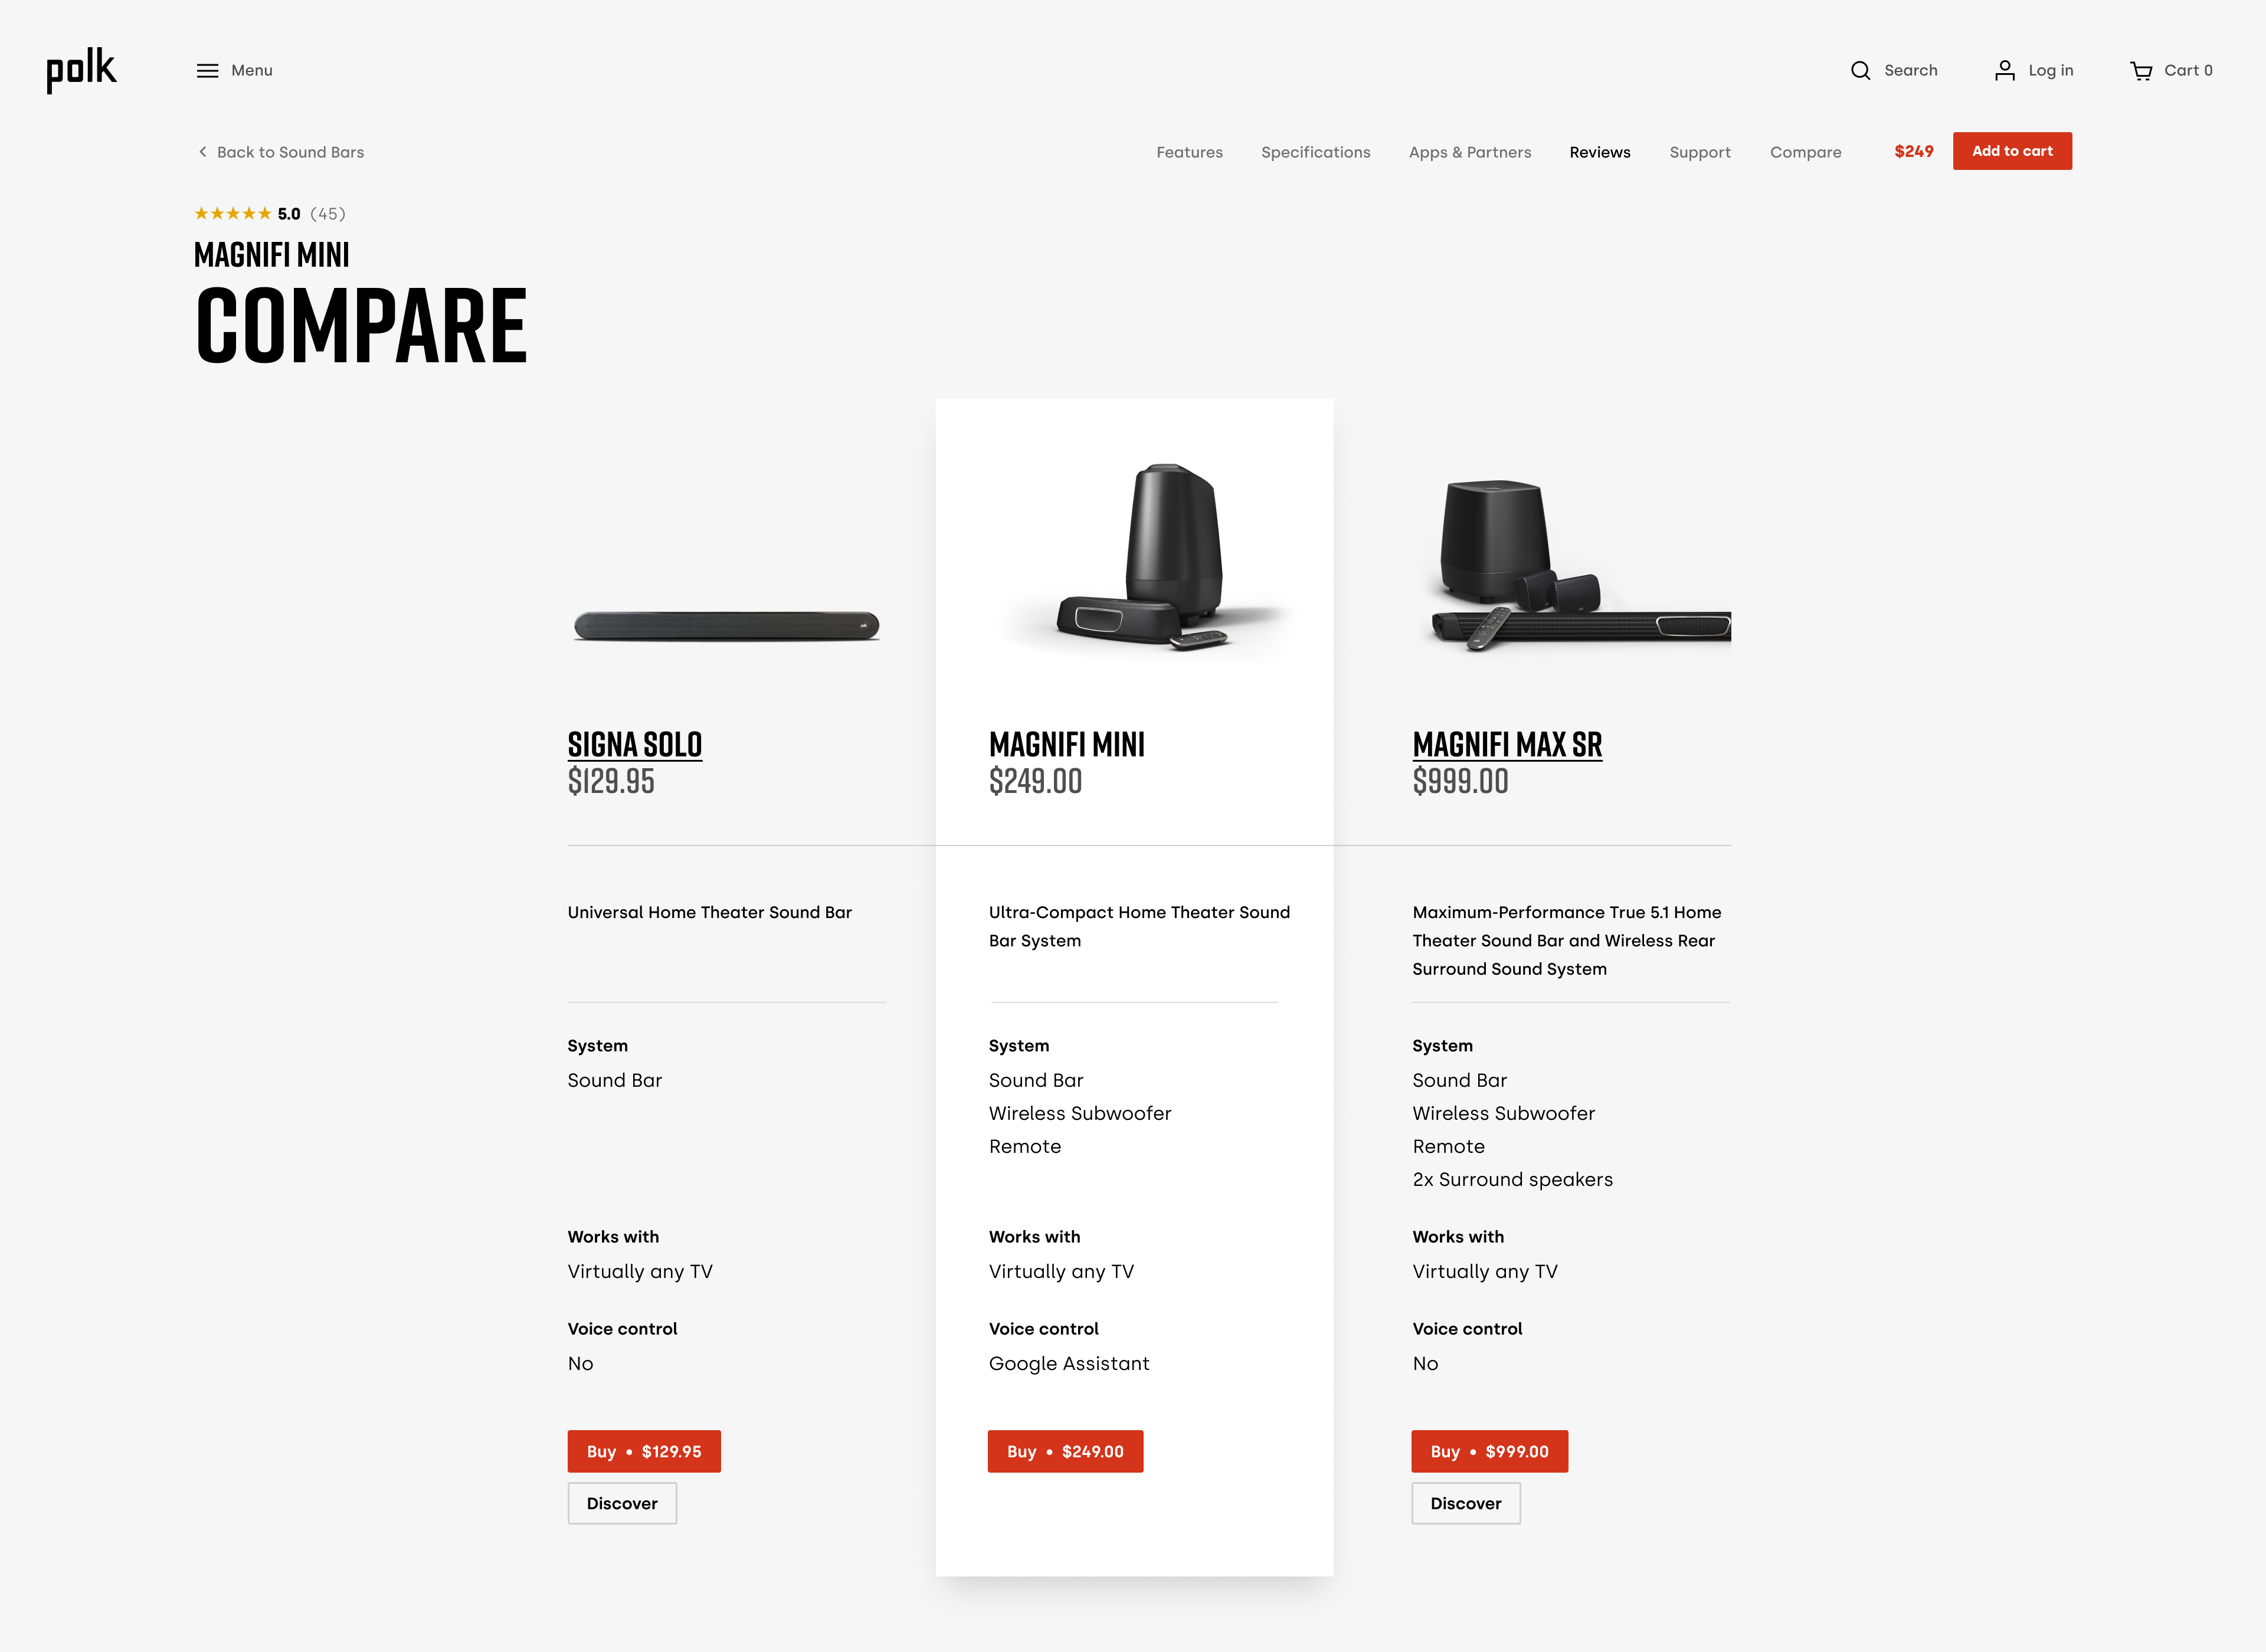 polk
Menu
Search
Log in
Cart 0
Back to Sound Bars
Features
Specifications
Apps & Partners
Reviews
Support
Compare
$249
Add to cart
★★★★★ 5.0 (45)
MAGNIFI MINI
COMPARE
SIGNA SOLO
$129.95
MAGNIFI MINI
$249.00
MAGNIFI MAX SR
$999.00
Universal Home Theater Sound Bar
Ultra-Compact Home Theater Sound
Bar System
Maximum-Performance True 5.1 Home
Theater Sound Bar and Wireless Rear
Surround Sound System
System
Sound Bar
System
Sound Bar
Wireless Subwoofer
Remote
System
Sound Bar
Wireless Subwoofer
Remote
2x Surround speakers
Works with
Virtually any TV
Works with
Virtually any TV
Works with
Virtually any TV
Voice control
No
Voice control
Google Assistant
Voice control
No
Buy • $129.95
Discover
Buy • $249.00
Buy • $999.00
Discover